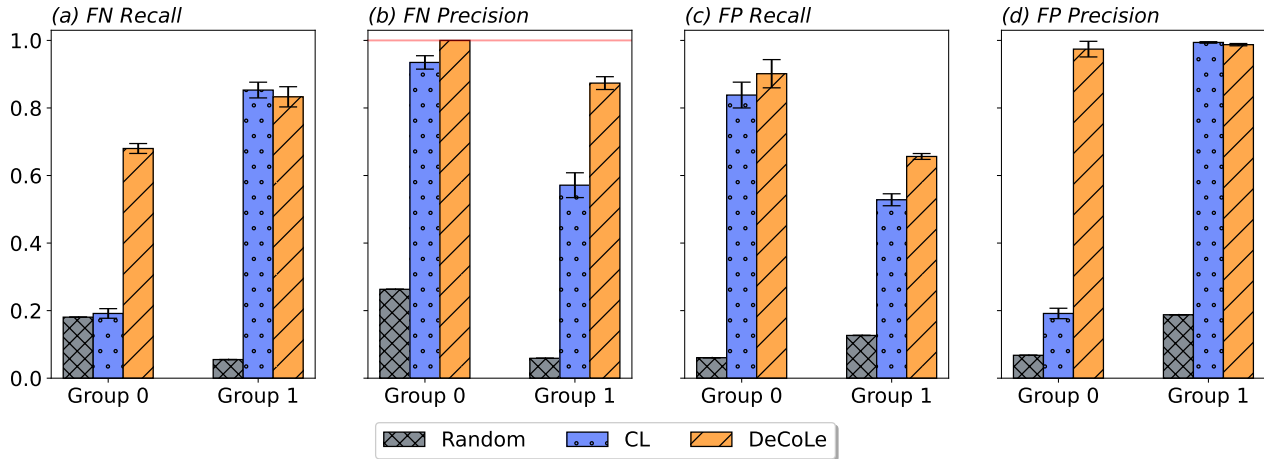 (a) FN Recall
(b) FN Precision
(c) FP Recall
(d) FP Precision
1.0
0.8
0.6
0.4
0.2
0.0
Group 0 Group 1
Group 0 Group 1
Group 0 Group 1
Group 0 Group 1
Random CL DeCoLe